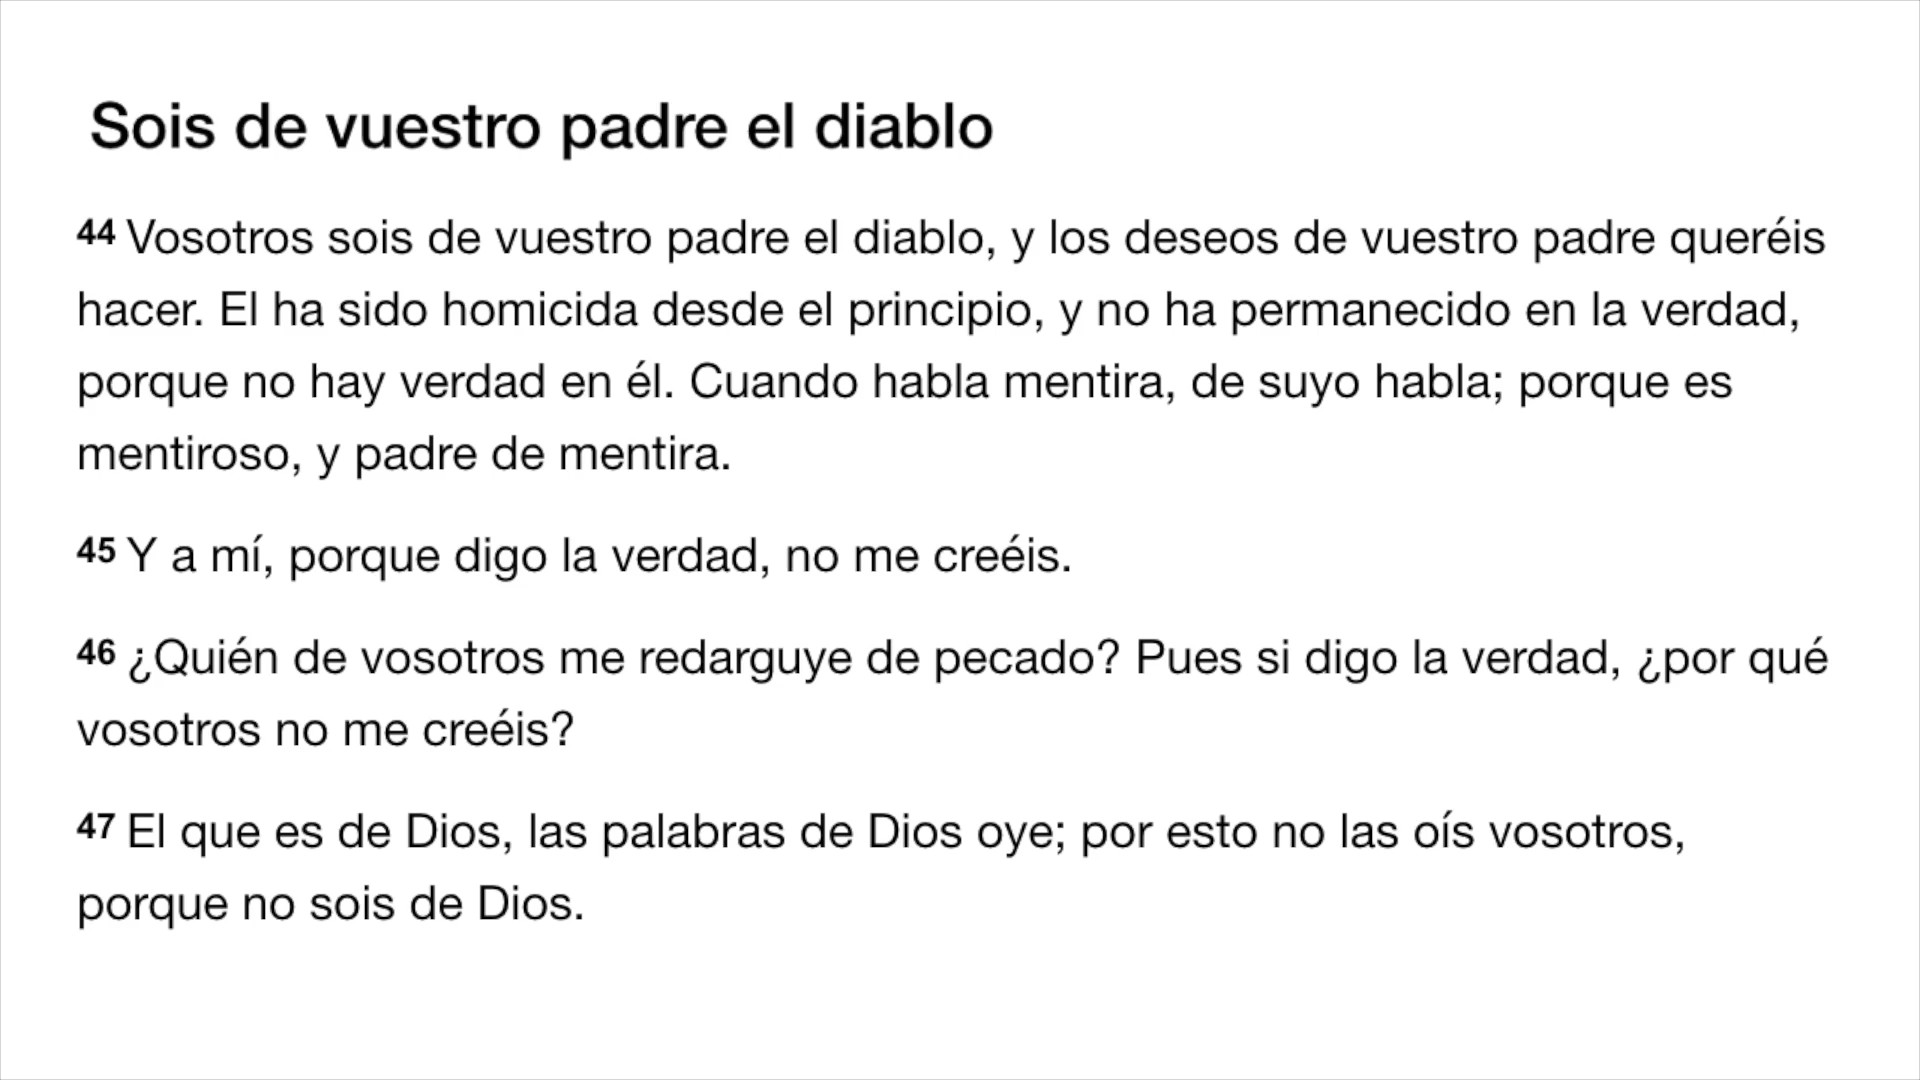 Sois de vuestro padre el diablo
44 Vosotros sois de vuestro padre el diablo, y los deseos de vuestro padre queréis
hacer. El ha sido homicida desde el principio, y no ha permanecido en la verdad,
porque no hay verdad en él. Cuando habla mentira, de suyo habla; porque es
mentiroso, y padre de mentira.
45 Y a mí, porque digo la verdad, no me creéis.
46 ¿Quién de vosotros me redarguye de pecado? Pues si digo la verdad, ¿por qué
vosotros no me creéis?
47 El que es de Dios, las palabras de Dios oye; por esto no las oís vosotros,
porque no sois de Dios.